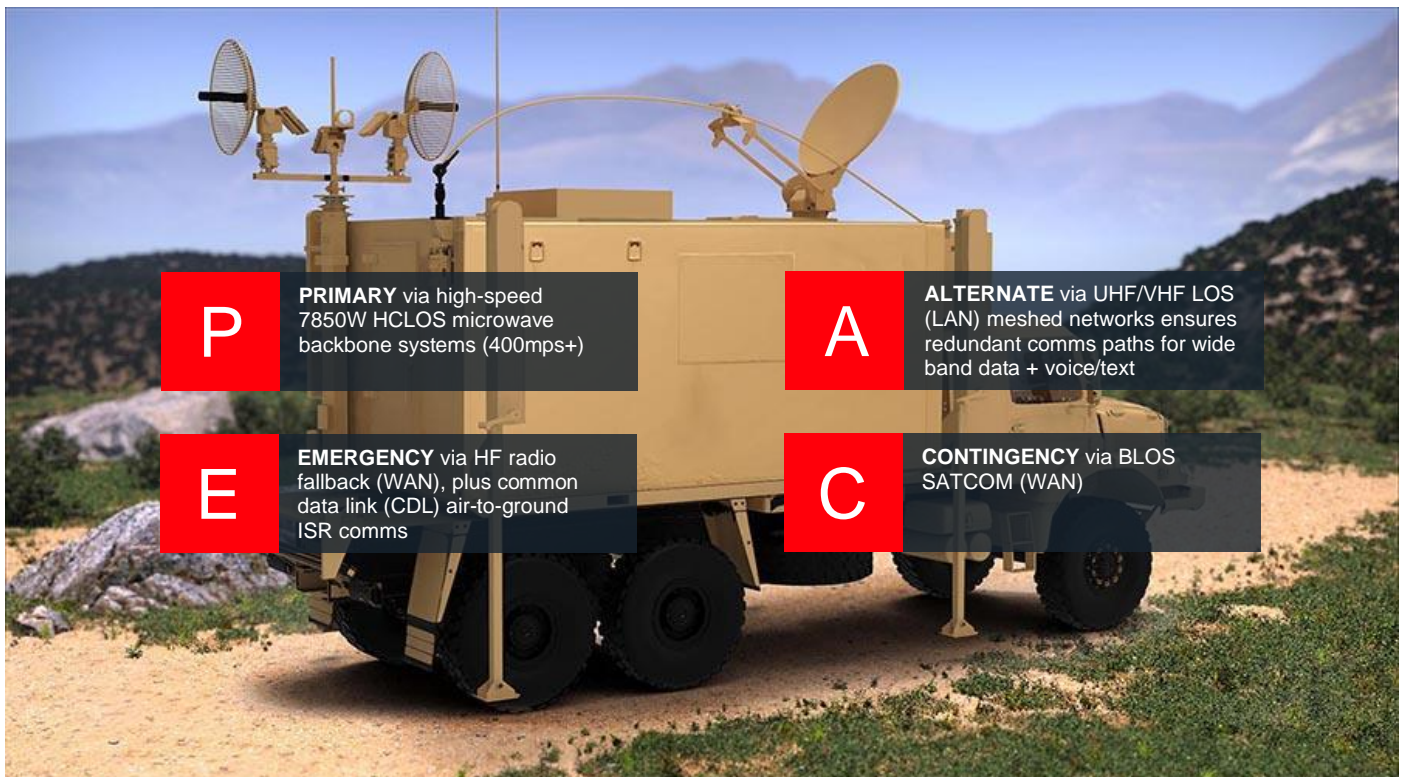 P
PRIMARY via high-speed
7850W HCLOS microwave
backbone systems (400mps+)
A
ALTERNATE via UHF/VHF LOS
(LAN) meshed networks ensures
redundant comms paths for wide
band data + voice/text
E
EMERGENCY via HF radio
fallback (WAN), plus common
data link (CDL) air-to-ground
ISR comms
C
CONTINGENCY via BLOS
SATCOM (WAN)